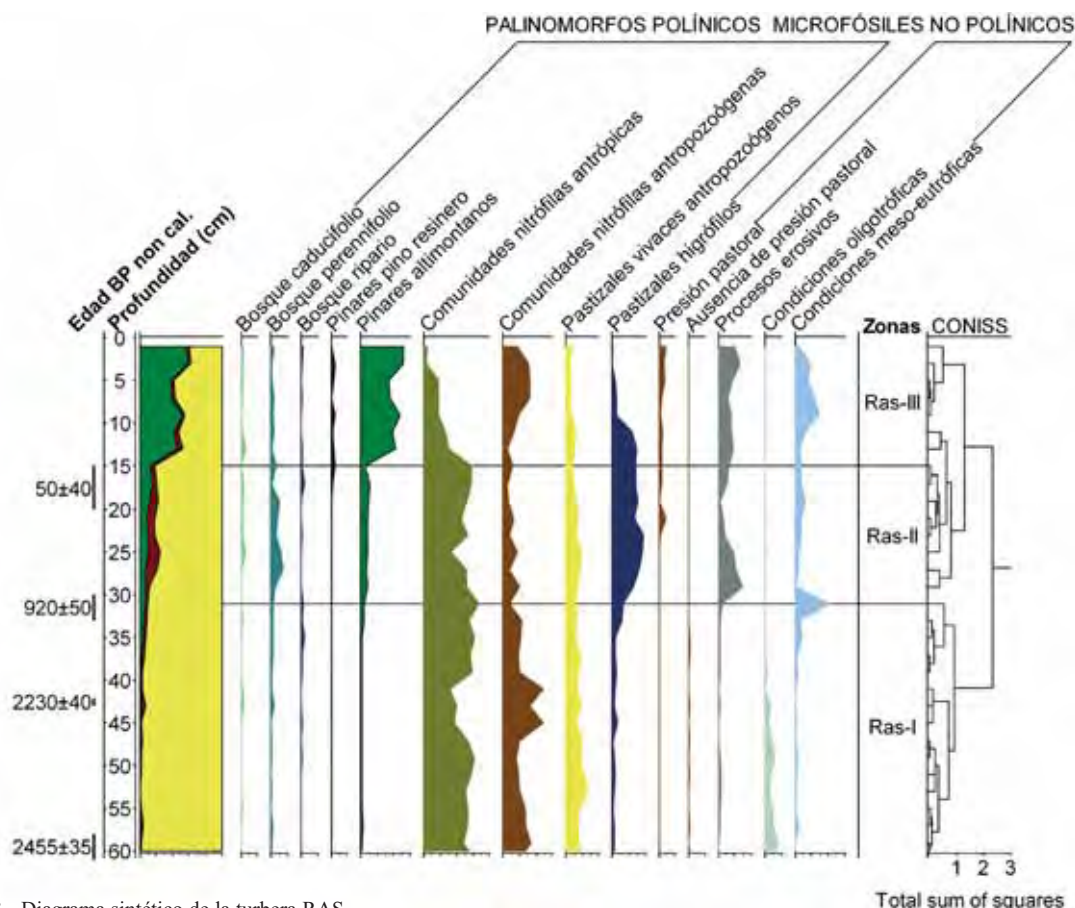 PALINOMORFOS POLÍNICOS MICROFÓSILES NO POLÍNICOS
Edad BP non cal.
Profundidad (cm)
Bosque caducifolio
Bosque perennifolio
Bosque ripario
Pinares pino resinero
Pinares altimontanos
Comunidades nitrófilas antrópicas
Comunidades nitrófilas antropozoógenas
Pastizales vivaces antropozoógenos
Pastizales higrófilos
Presión pastoral
Ausencia de presión pastoral
Procesos erosivos
Condiciones oligotróficas
Condiciones meso-eutróficas
Zonas CONISS
0
5
10
15
20
25
30
35
40
45
50
55
60
50±40
920±50
2230±40
2455±35
Ras-III
Ras-II
Ras-I
1 2 3
Total sum of squares
Diagrama sintético de la turbera RAS